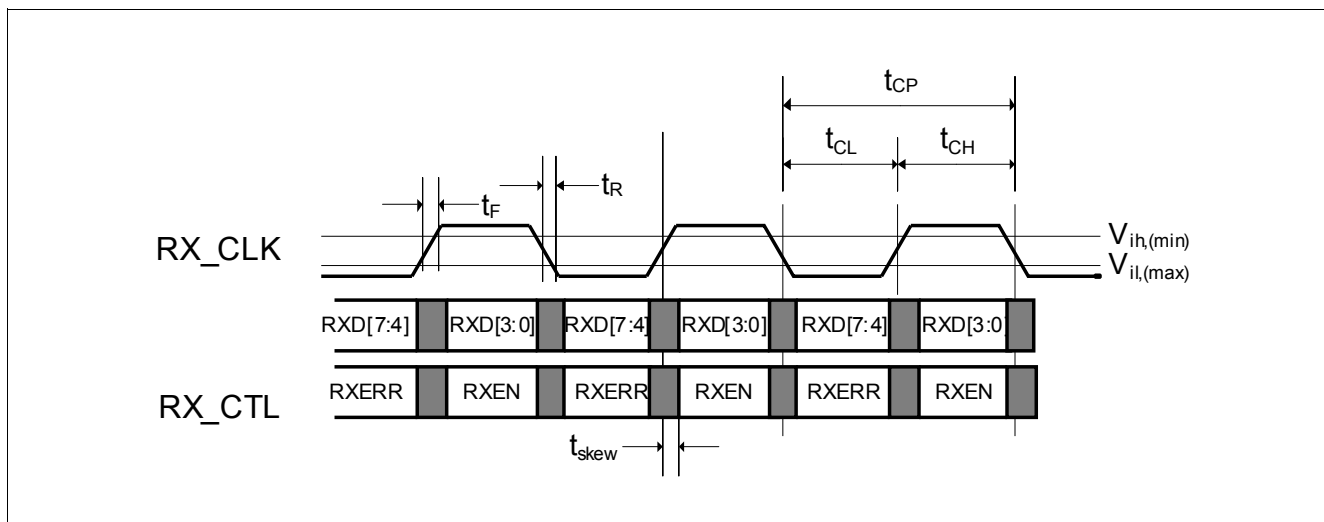 tCP
tCL tCH
tR
tF
RX_CLK
Vih,(min)
Vil,(max)
RXD[7:4] RXD[3:0] RXD[7:4] RXD[3:0] RXD[7:4] RXD[3:0]
RX_CTL RXERR RXEN RXERR RXEN RXERR RXEN
tskew